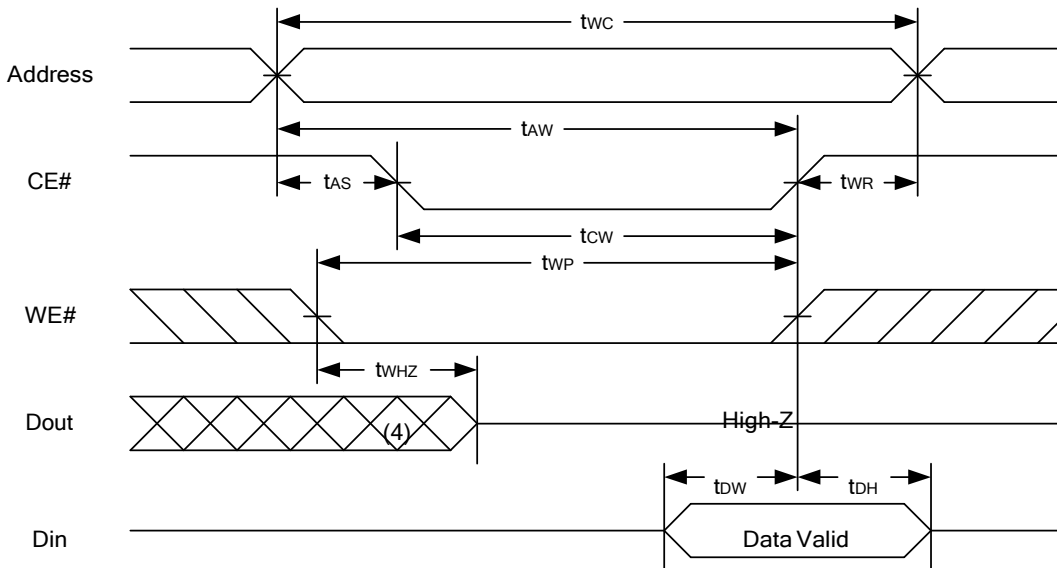 tWC
Address
tAW
CE#
tAS
tWR
tCW
tWP
WE#
tWHZ
Dout
(4)
High-Z
tDW
tDH
Din
Data Valid